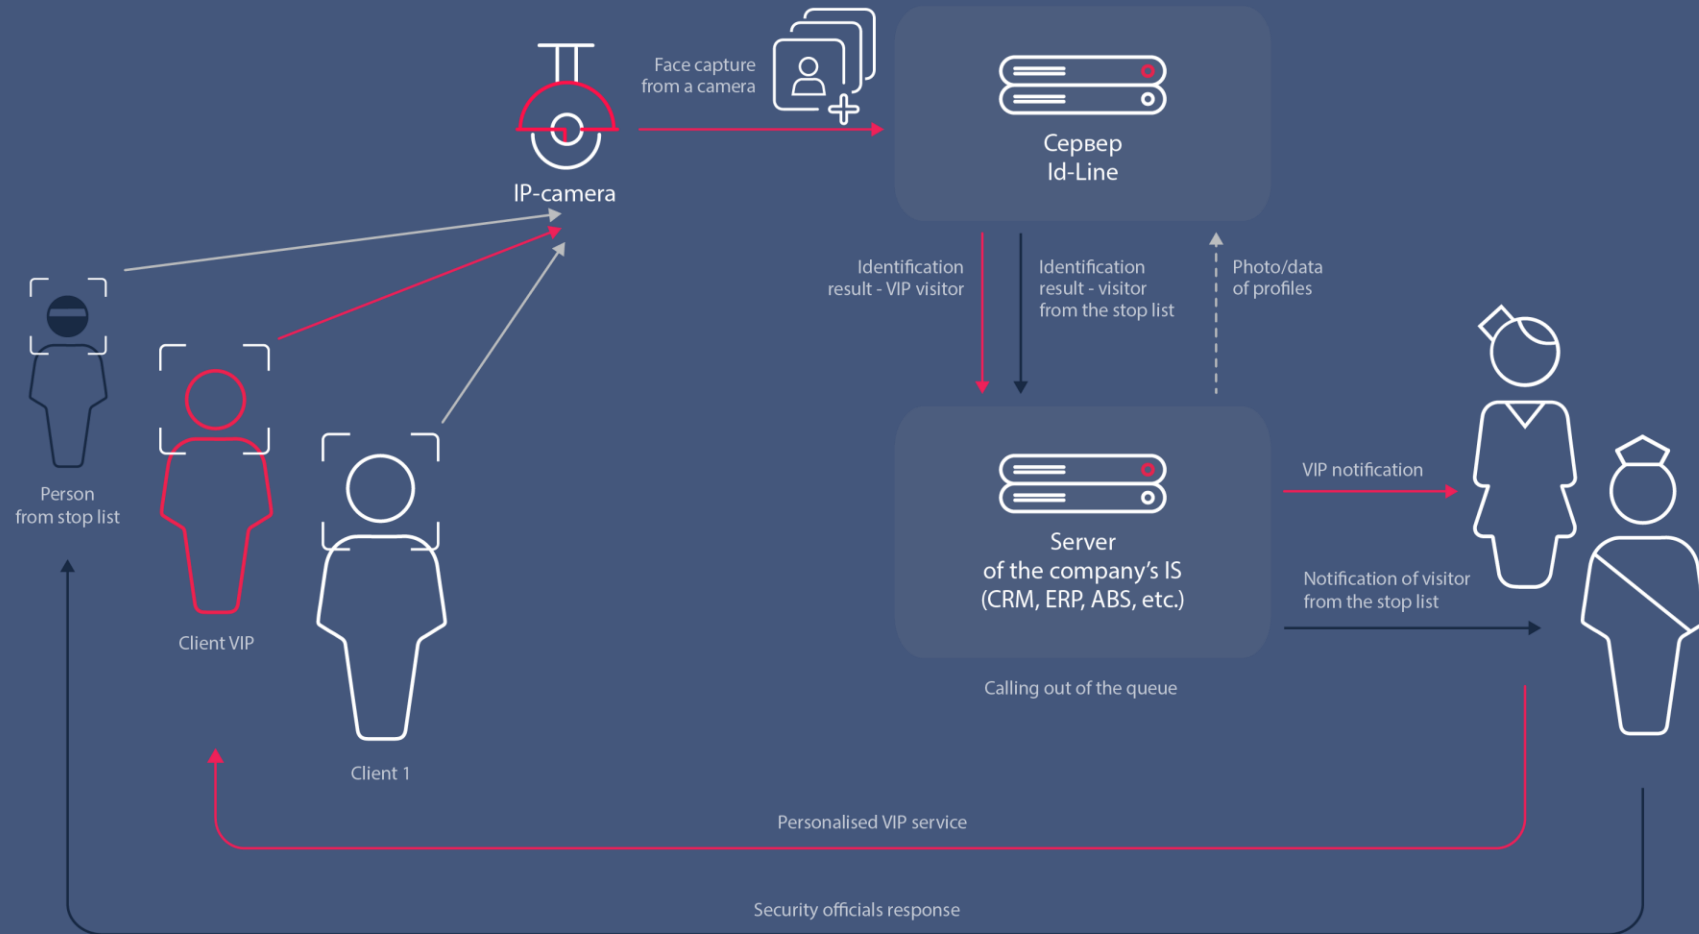 Face capture
from a camera
Сервер
Id-Line
IP-camera
Identification
result - VIP visitor
Identification
result - visitor
from the stop list
Photo/data
of profiles
Person
from stop list
Client VIP
Client 1
Server
of the company's IS
(CRM, ERP, ABS, etc.)
VIP notification
Notification of visitor
from the stop list
Calling out of the queue
Personalised VIP service
Security officials response